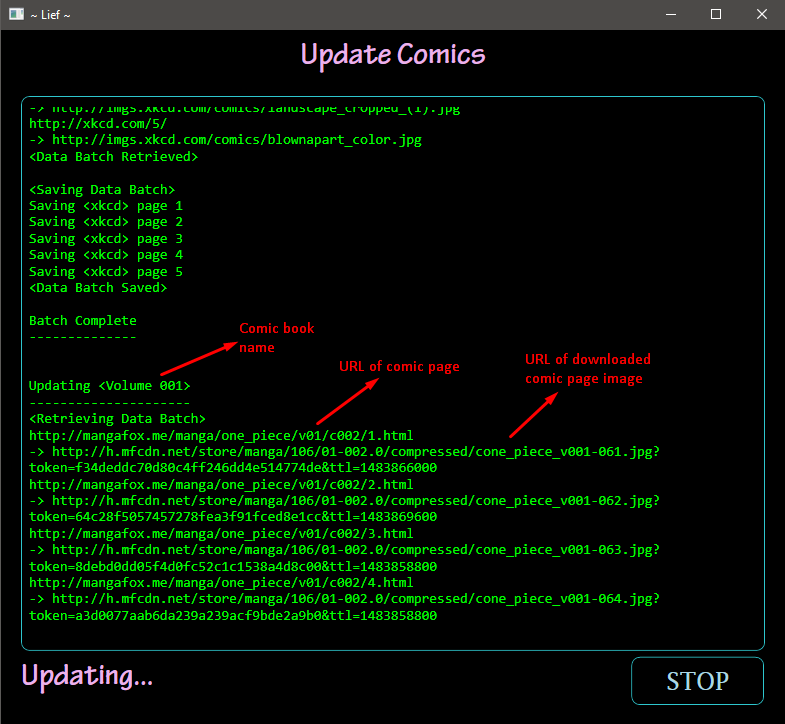 ~ Lief ~
Update Comics
-> http://imgs.xkcd.com/comics/landscape_cropped_(1).jpg
http://xkcd.com/5/
-> http://imgs.xkcd.com/comics/blownapart_color.jpg
<Data Batch Retrieved>
<Saving Data Batch>
Saving <xkcd> page 1
Saving <xkcd> page 2
Saving <xkcd> page 3
Saving <xkcd> page 4
Saving <xkcd> page 5
<Data Batch Saved>
Batch Complete
--------------
Comic book
name
URL of comic page
URL of downloaded
comic page image
Updating <Volume 001>
---------------------
<Retrieving Data Batch>
http://mangafox.me/manga/one_piece/v01/c002/1.html
-> http://h.mfcdn.net/store/manga/106/01-002.0/compressed/cone_piece_v001-061.jpg?
token=f34deddc70d80c4ff246dd4e514774de&ttl=1483866000
http://mangafox.me/manga/one_piece/v01/c002/2.html
-> http://h.mfcdn.net/store/manga/106/01-002.0/compressed/cone_piece_v001-062.jpg?
token=64c28f5057457278fea3f91fced8e1cc&ttl=1483869600
http://mangafox.me/manga/one_piece/v01/c002/3.html
-> http://h.mfcdn.net/store/manga/106/01-002.0/compressed/cone_piece_v001-063.jpg?
token=8debd0dd05f4d0fc52c1c1538a4d8c00&ttl=1483858800
http://mangafox.me/manga/one_piece/v01/c002/4.html
-> http://h.mfcdn.net/store/manga/106/01-002.0/compressed/cone_piece_v001-064.jpg?
token=a3d0077aab6da239a239acf9bde2a9b0&ttl=1483858800
Updating...
STOP